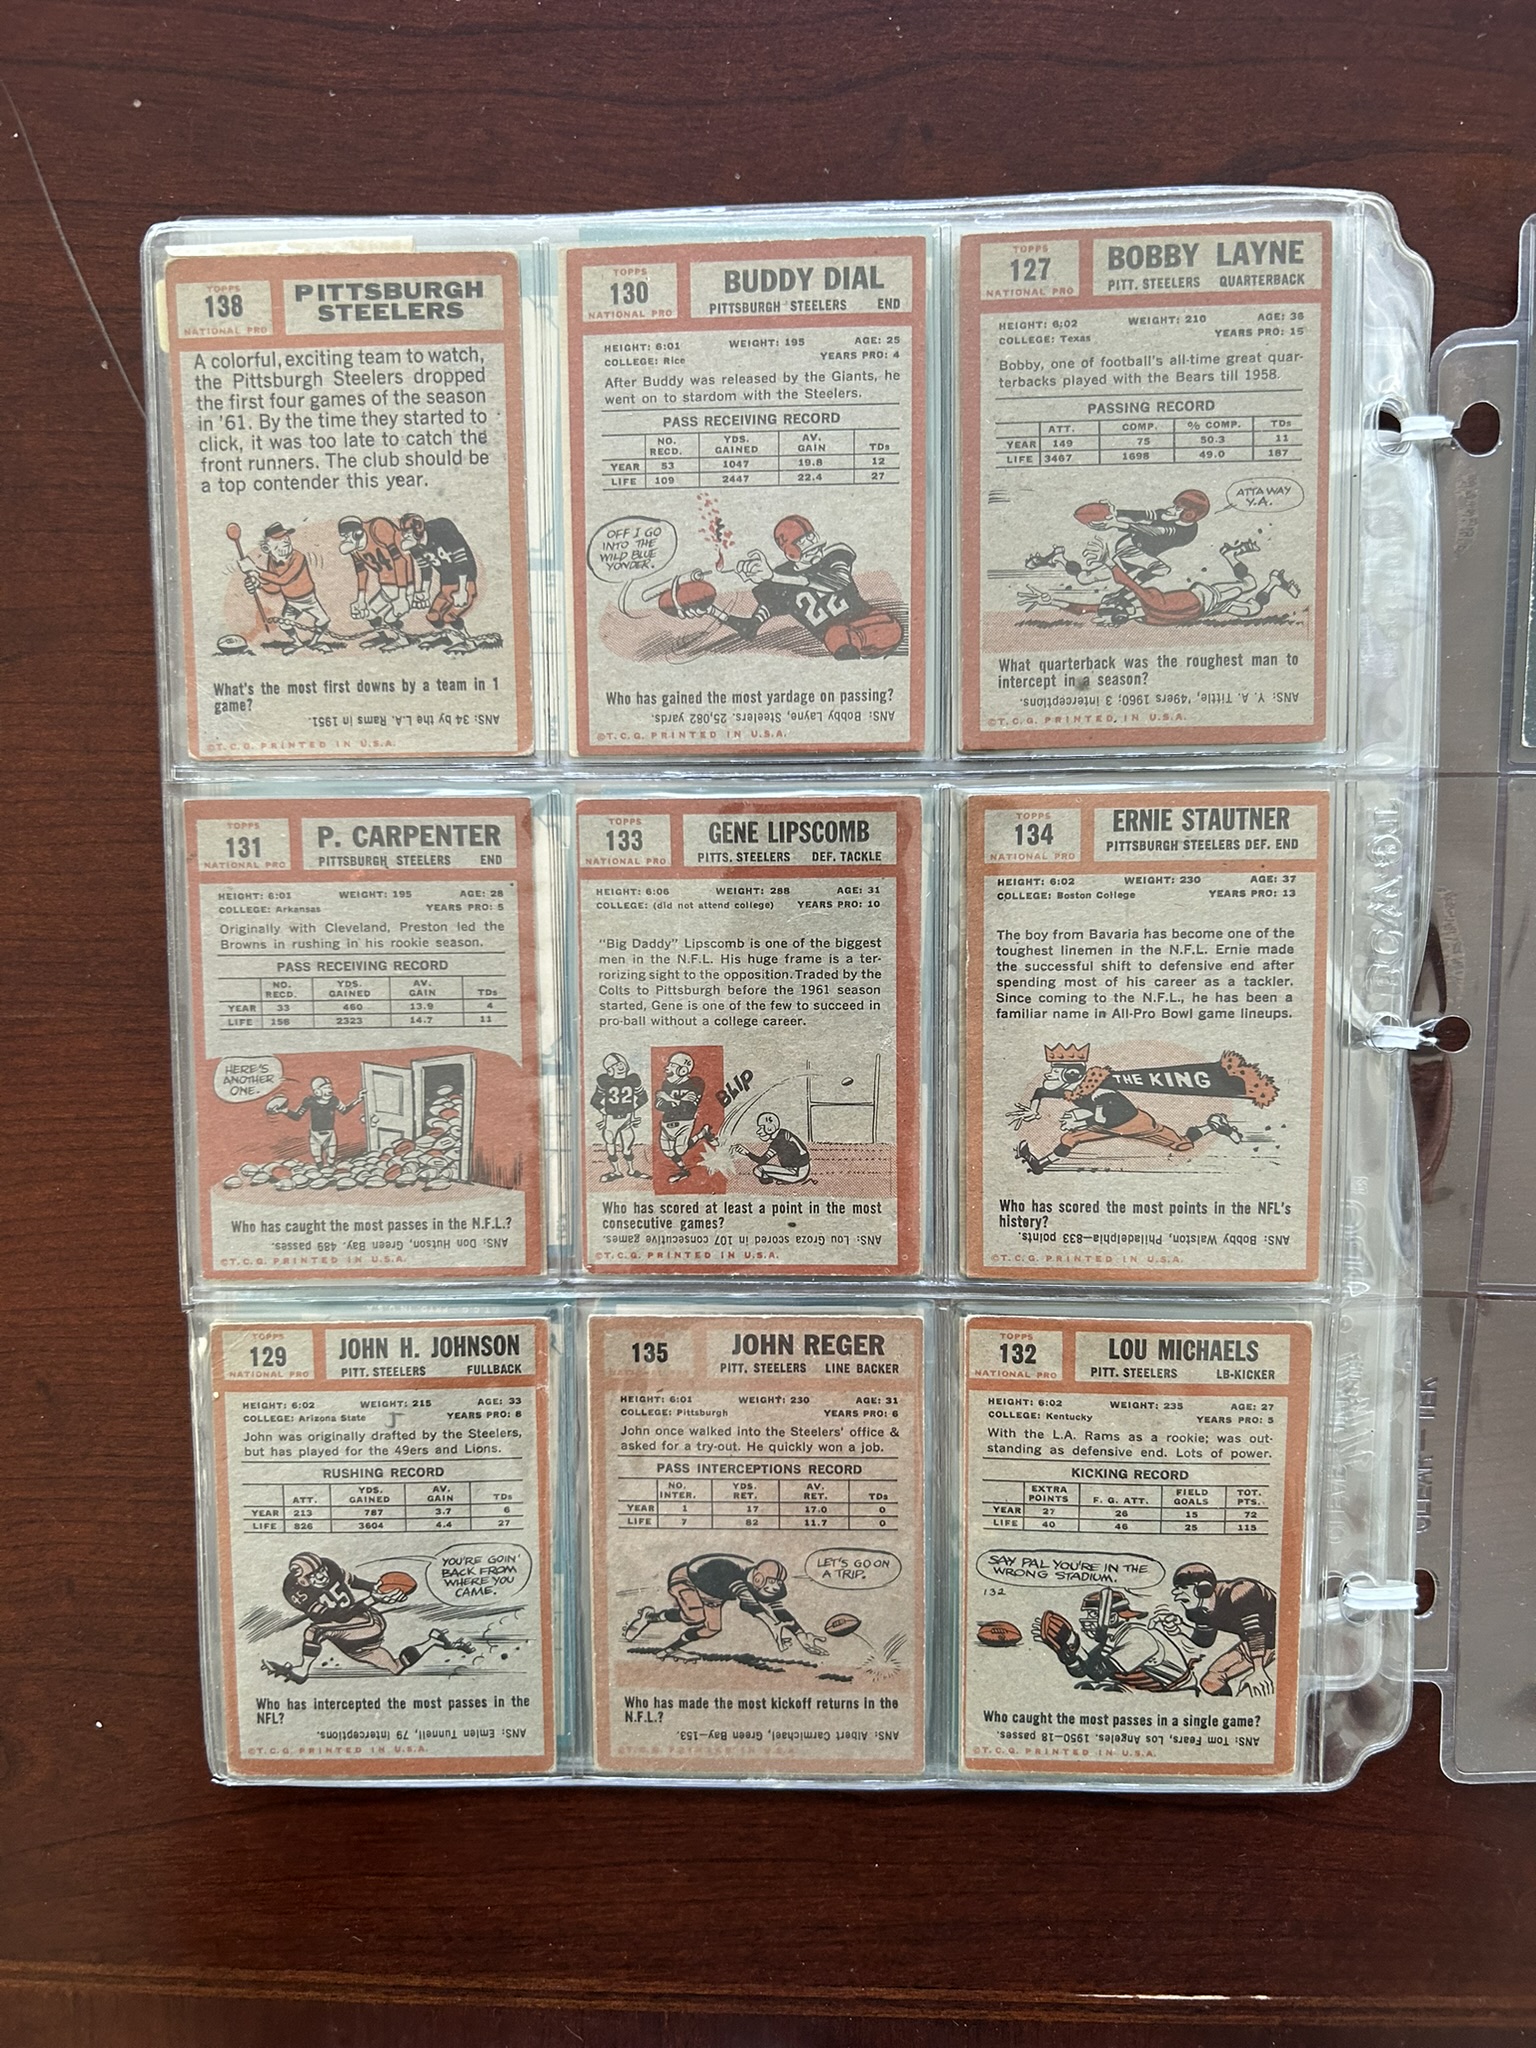 TOPPS
138
NATIONAL PRO
PITTSBURGH
STEELERS
A colorful, exciting team to watch,
the Pittsburgh Steelers dropped
the first four games of the season
in '61. By the time they started to
click, it was too late to catch the
front runners. The club should be
a top contender this year.
34
34
What's the most first downs by a team in 1
game?
ANS: 34 by the L.A. Rams in 1951.
©T.C.G. PRINTED IN U.S.A.
TOPPS
130
NATIONAL PRO
BUDDY DIAL
PITTSBURGH STEELERS END
HEIGHT: 6:01 WEIGHT: 195 AGE: 25
COLLEGE: Rice YEARS PRO: 4
After Buddy was released by the Giants, he
went on to stardom with the Steelers.
PASS RECEIVING RECORD
NO. RECD. YDS. GAINED AV. GAIN TDs
YEAR 53 1047 19.8 12
LIFE 109 2447 22.4 27
OFF I GO
INTO THE
WILD BLUE
YONDER.
22
Who has gained the most yardage on passing?
ANS: Bobby Layne, Steelers. 25,082 yards.
©T.C.G. PRINTED IN U.S.A.
TOPPS
127
NATIONAL PRO
BOBBY LAYNE
PITT. STEELERS QUARTERBACK
HEIGHT: 6:02 WEIGHT: 210 AGE: 36
COLLEGE: Texas YEARS PRO: 15
Bobby, one of football's all-time great quar-
terbacks played with the Bears till 1958.
PASSING RECORD
ATT. COMP. % COMP. TDs
YEAR 149 75 50.3 11
LIFE 3467 1698 49.0 187
ATTA WAY
Y.A.
What quarterback was the roughest man to
intercept in a season?
ANS: Y. A. Tittle, '49ers 1960; 3 interceptions.
©T.C.G. PRINTED IN U.S.A.
TOPPS
131
NATIONAL PRO
P. CARPENTER
PITTSBURGH STEELERS END
HEIGHT: 6:01 WEIGHT: 195 AGE: 28
COLLEGE: Arkansas YEARS PRO: 5
Originally with Cleveland, Preston led the
Browns in rushing in his rookie season.
PASS RECEIVING RECORD
NO. RECD. YDS. GAINED AV. GAIN TDs
YEAR 33 460 13.9 4
LIFE 158 2323 14.7 11
HERE'S
ANOTHER
ONE.
Who has caught the most passes in the N.F.L.?
ANS: Don Hutson, Green Bay. 489 passes.
©T.C.G. PRINTED IN U.S.A.
TOPPS
133
NATIONAL PRO
GENE LIPSCOMB
PITTS. STEELERS DEF. TACKLE
HEIGHT: 6:06 WEIGHT: 288 AGE: 31
COLLEGE: (did not attend college) YEARS PRO: 10
"Big Daddy" Lipscomb is one of the biggest
men in the N.F.L. His huge frame is a ter-
rorizing sight to the opposition. Traded by the
Colts to Pittsburgh before the 1961 season
started, Gene is one of the few to succeed in
pro-ball without a college career.
32
BLIP
Who has scored at least a point in the most
consecutive games?
ANS: Lou Groza scored in 107 consecutive games.
©T.C.G. PRINTED IN U.S.A.
TOPPS
134
NATIONAL PRO
ERNIE STAUTNER
PITTSBURGH STEELERS DEF. END
HEIGHT: 6:02 WEIGHT: 230 AGE: 37
COLLEGE: Boston College YEARS PRO: 13
The boy from Bavaria has become one of the
toughest linemen in the N.F.L. Ernie made
the successful shift to defensive end after
spending most of his career as a tackler.
Since coming to the N.F.L., he has been a
familiar name in All-Pro Bowl game lineups.
THE KING
Who has scored the most points in the NFL's
history?
ANS: Bobby Walston, Philadelphia—833 points.
©T.C.G. PRINTED IN U.S.A.
TOPPS
129
NATIONAL PRO
JOHN H. JOHNSON
PITT. STEELERS FULLBACK
HEIGHT: 6:02 WEIGHT: 215 AGE: 33
COLLEGE: Arizona State YEARS PRO: 8
John was originally drafted by the Steelers,
but has played for the 49ers and Lions.
RUSHING RECORD
ATT. YDS. GAINED AV. GAIN TDs
YEAR 213 787 3.7 6
LIFE 826 3604 4.4 27
YOU'RE GOIN'
BACK FROM
WHERE YOU
CAME.
45
Who has intercepted the most passes in the
NFL?
ANS: Emlen Tunnell, 79 interceptions.
©T.C.G. PRINTED IN U.S.A.
135
JOHN REGER
PITT. STEELERS LINE BACKER
HEIGHT: 6:01 WEIGHT: 230 AGE: 31
COLLEGE: Pittsburgh YEARS PRO: 6
John once walked into the Steelers' office &
asked for a try-out. He quickly won a job.
PASS INTERCEPTIONS RECORD
NO. INTER. YDS. RET. AV. RET. TDs
YEAR 1 17 17.0 0
LIFE 7 82 11.7 0
LET'S GO ON
A TRIP.
Who has made the most kickoff returns in the
N.F.L.?
ANS: Albert Carmichael, Green Bay—153.
TOPPS
132
NATIONAL PRO
LOU MICHAELS
PITT. STEELERS LB-KICKER
HEIGHT: 6:02 WEIGHT: 235 AGE: 27
COLLEGE: Kentucky YEARS PRO: 5
With the L.A. Rams as a rookie; was out-
standing as defensive end. Lots of power.
KICKING RECORD
EXTRA POINTS F. G. ATT. FIELD GOALS TOT. PTS.
YEAR 27 26 15 72
LIFE 40 46 25 115
SAY PAL YOU'RE IN THE
WRONG STADIUM.
132
Who caught the most passes in a single game?
ANS: Tom Fears, Los Angeles. 1950-18 passes.
©T.C.G. PRINTED IN U.S.A.